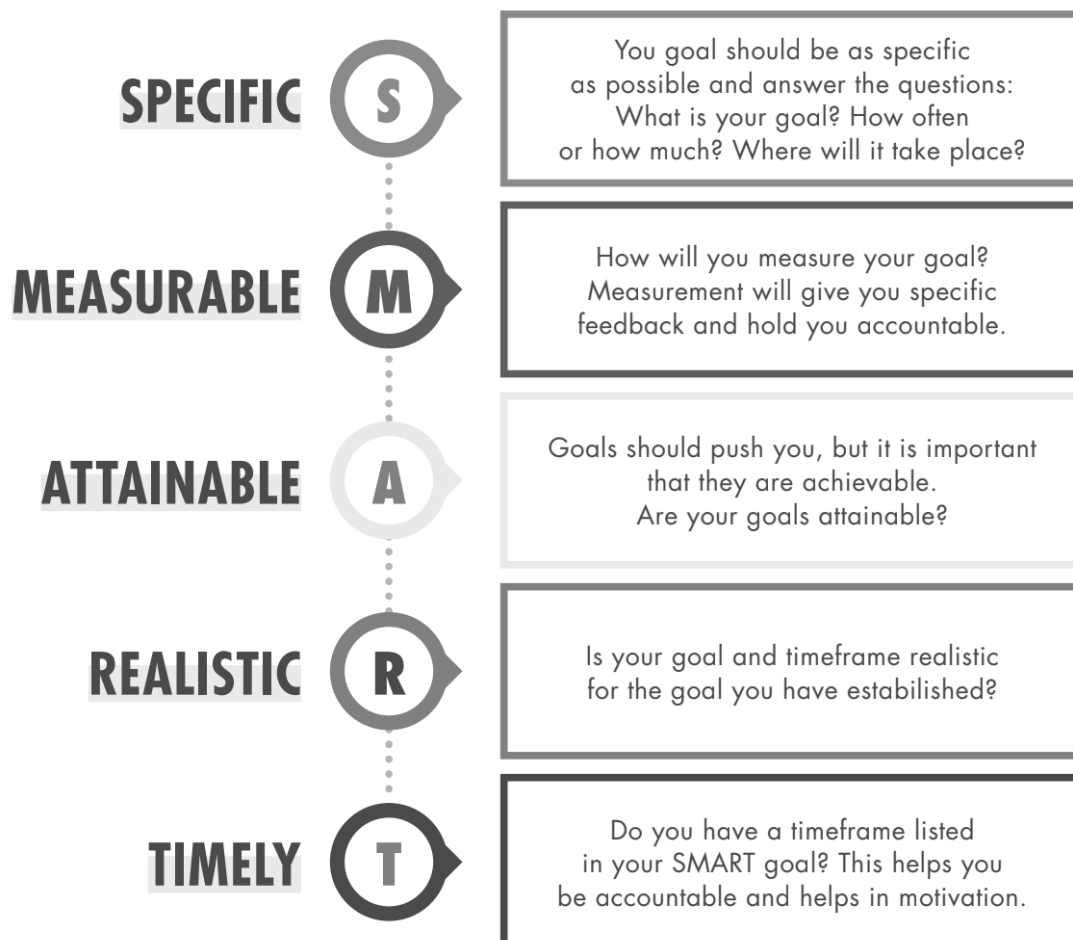 SPECIFIC
S
You goal should be as specific
as possible and answer the questions:
What is your goal? How often
or how much? Where will it take place?
MEASURABLE
M
How will you measure your goal?
Measurement will give you specific
feedback and hold you accountable.
ATTAINABLE
A
Goals should push you, but it is important
that they are achievable.
Are your goals attainable?
REALISTIC
R
Is your goal and timeframe realistic
for the goal you have estabilished?
TIMELY
T
Do you have a timeframe listed
in your SMART goal? This helps you
be accountable and helps in motivation.